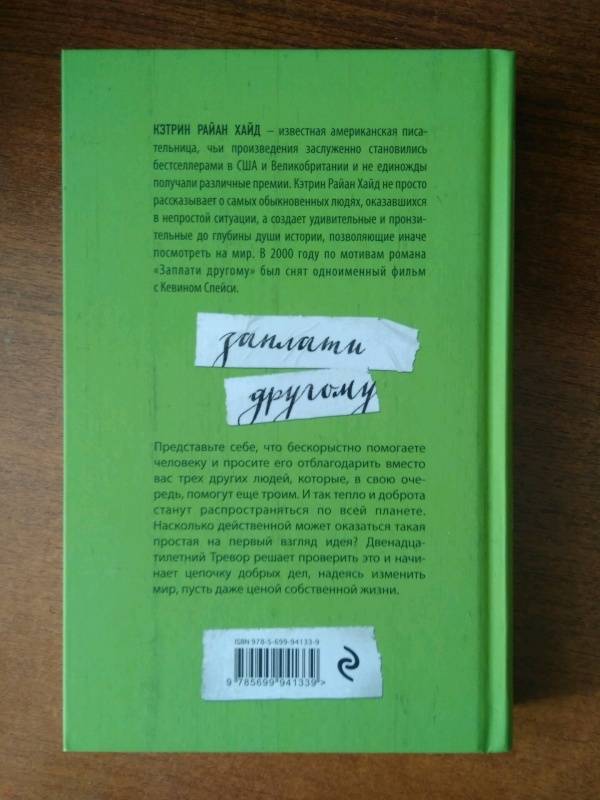 КЭТРИН РАЙАН ХАЙД – известная американская писа-
тельница, чьи произведения заслуженно становились
бестселлерами в США и Великобритании и не единожды
получали различные премии. Кэтрин Райан Хайд не просто
рассказывает о самых обыкновенных людях, оказавшихся
в непростой ситуации, а создает удивительные и пронзи-
тельные до глубины души истории, позволяющие иначе
посмотреть на мир. В 2000 году по мотивам романа
«Заплати другому» был снят одноименный фильм
с Кевином Спейси.
заплати
другому
Представьте себе, что бескорыстно помогаете
человеку и просите его отблагодарить вместо
вас трех других людей, которые, в свою оче-
редь, помогут еще троим. И так тепло и доброта
станут распространяться по всей планете.
Насколько действенной может оказаться такая
простая на первый взгляд идея? Двенадца-
тилетний Тревор решает проверить это и начи-
нает цепочку добрых дел, надеясь изменить
мир, пусть даже ценой собственной жизни.
ISBN 978-5-699-94133-9
9 785699 941339>